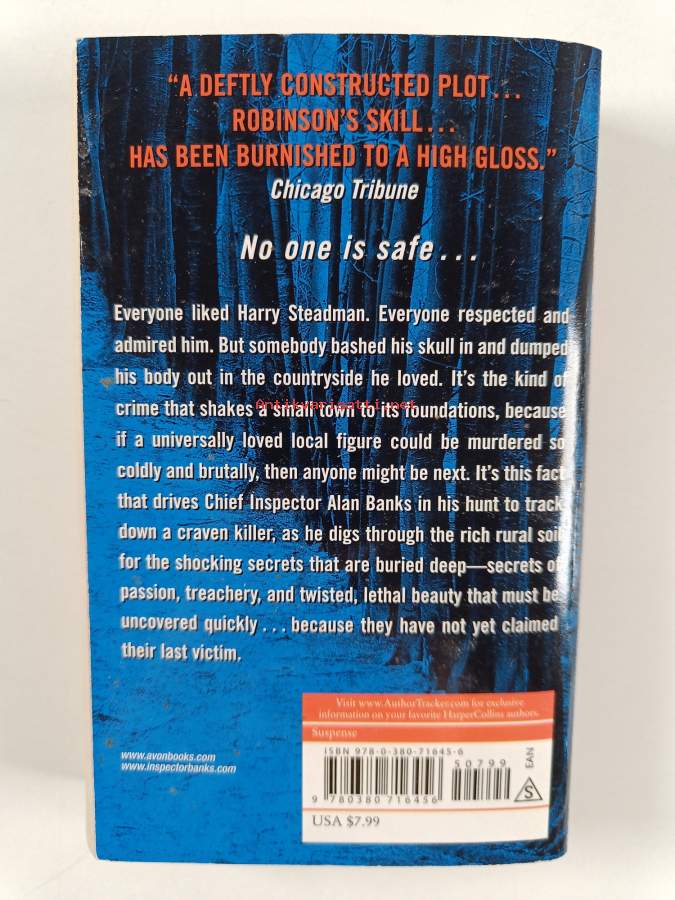 "A DEFTLY CONSTRUCTED PLOT...
ROBINSON'S SKILL...
HAS BEEN BURNISHED TO A HIGH GLOSS."
Chicago Tribune
No one is safe...
Everyone liked Harry Steadman. Everyone respected and
admired him. But somebody bashed his skull in and dumped
his body out in the countryside he loved. It's the kind of
Antikvariaatti.net
crime that shakes a small town to its foundations, because
if a universally loved local figure could be murdered so
coldly and brutally, then anyone might be next. It's this fact
that drives Chief Inspector Alan Banks in his hunt to track
down a craven killer, as he digs through the rich rural soil
for the shocking secrets that are buried deep—secrets of
passion, treachery, and twisted, lethal beauty that must be
uncovered quickly...because they have not yet claimed
their last victim.
Visit www.AuthorTracker.com for exclusive
information on your favorite HarperCollins authors.
Suspense
www.avonbooks.com
www.inspectorbanks.com
ISBN 978-0-380-71645-6
50799
EAN
S
9 780380 716456
USA $7.99